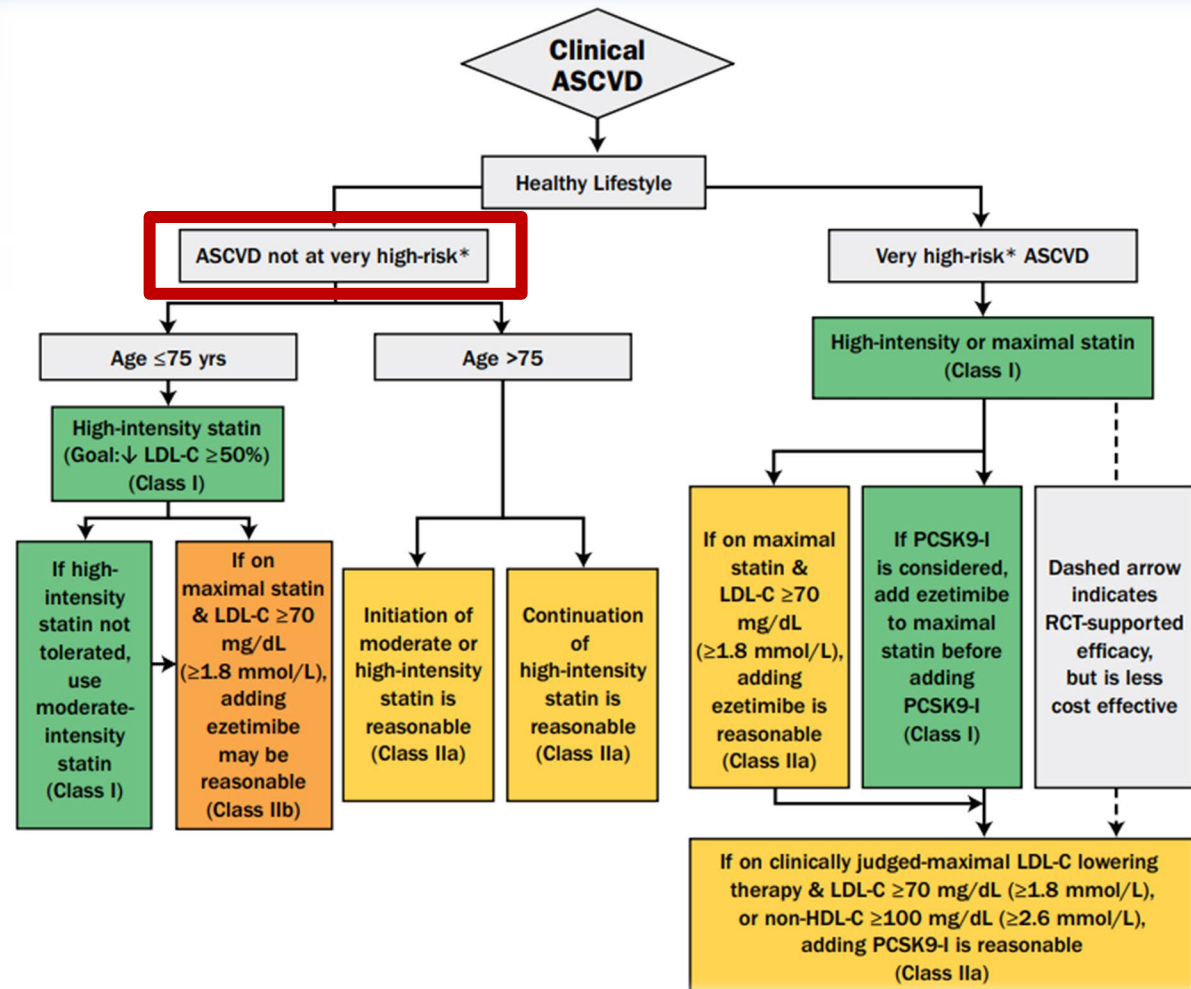 Clinical
ASCVD
Healthy Lifestyle
ASCVD not at very high-risk*
Very high-risk* ASCVD
Age ≤75 yrs
Age >75
High-intensity or maximal statin
(Class I)
High-intensity statin
(Goal:↓ LDL-C ≥50%)
(Class I)
If high-
intensity
statin not
tolerated,
use
moderate-
intensity
statin
(Class I)
If on
maximal statin
& LDL-C ≥70
mg/dL
(≥1.8 mmol/L),
adding
ezetimibe
may be
reasonable
(Class IIb)
Initiation of
moderate or
high-intensity
statin is
reasonable
(Class IIa)
Continuation
of
high-intensity
statin is
reasonable
(Class IIa)
If on maximal
statin &
LDL-C ≥70
mg/dL
(≥1.8 mmol/L),
adding
ezetimibe is
reasonable
(Class IIa)
If PCSK9-I
is considered,
add ezetimibe
to maximal
statin before
adding
PCSK9-I
(Class I)
Dashed arrow
indicates
RCT-supported
efficacy,
but is less
cost effective
If on clinically judged-maximal LDL-C lowering
therapy & LDL-C ≥70 mg/dL (≥1.8 mmol/L),
or non-HDL-C ≥100 mg/dL (≥2.6 mmol/L),
adding PCSK9-I is reasonable
(Class IIa)